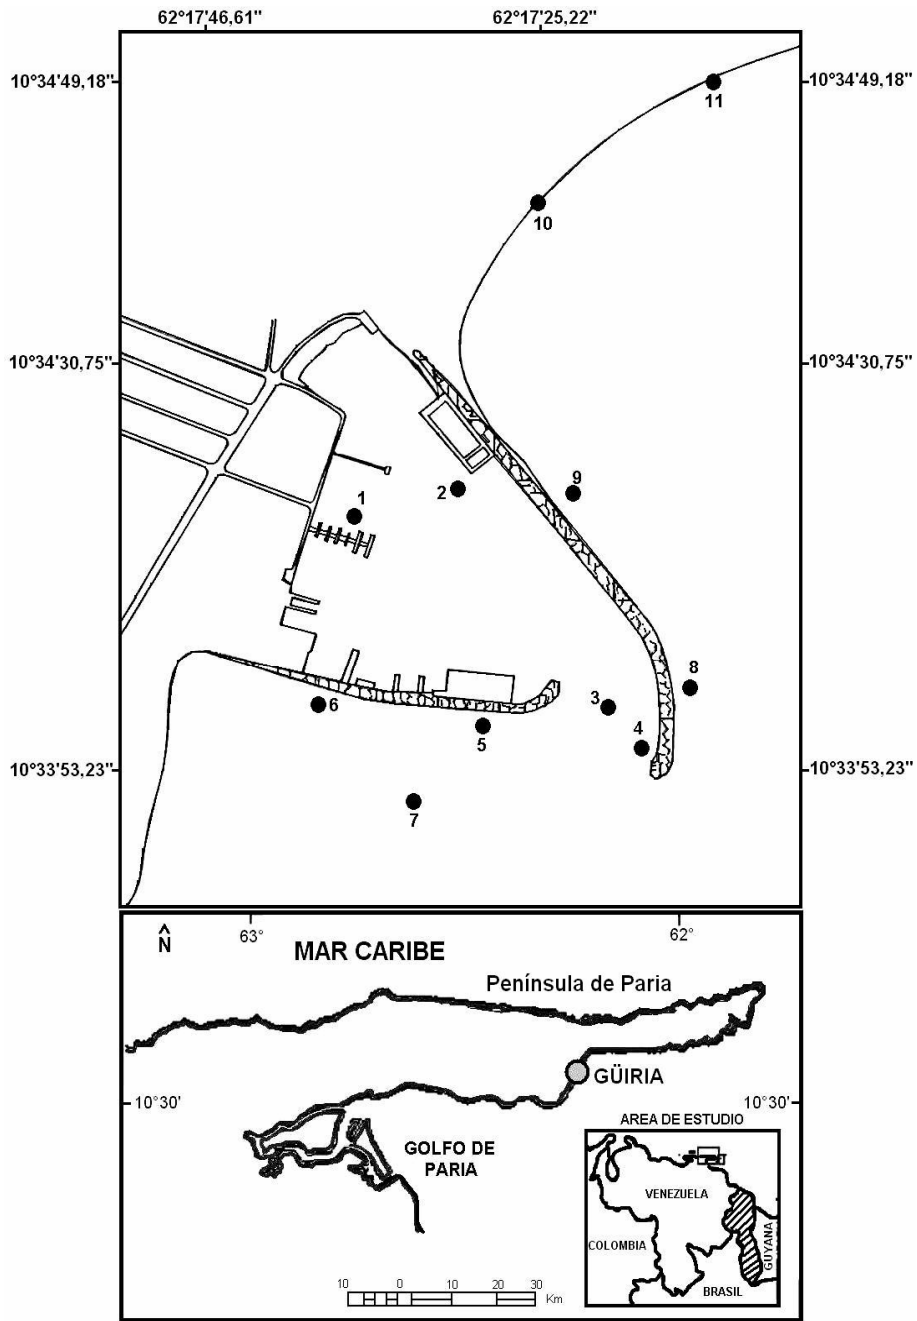 62°17'46,61" 62°17'25,22"
10°34'49,18" 10°34'49,18"
11
10
10°34'30,75" 10°34'30,75"
2
9
1
8
3
6
4
5
10°33'53,23" 10°33'53,23"
7
N
63° 62°
MAR CARIBE
Península de Paria
GÜIRIA
10°30' 10°30'
AREA DE ESTUDIO
GOLFO DE
PARIA
VENEZUELA
COLOMBIA
GUYANA
BRASIL
10 0 10 20 30
Km